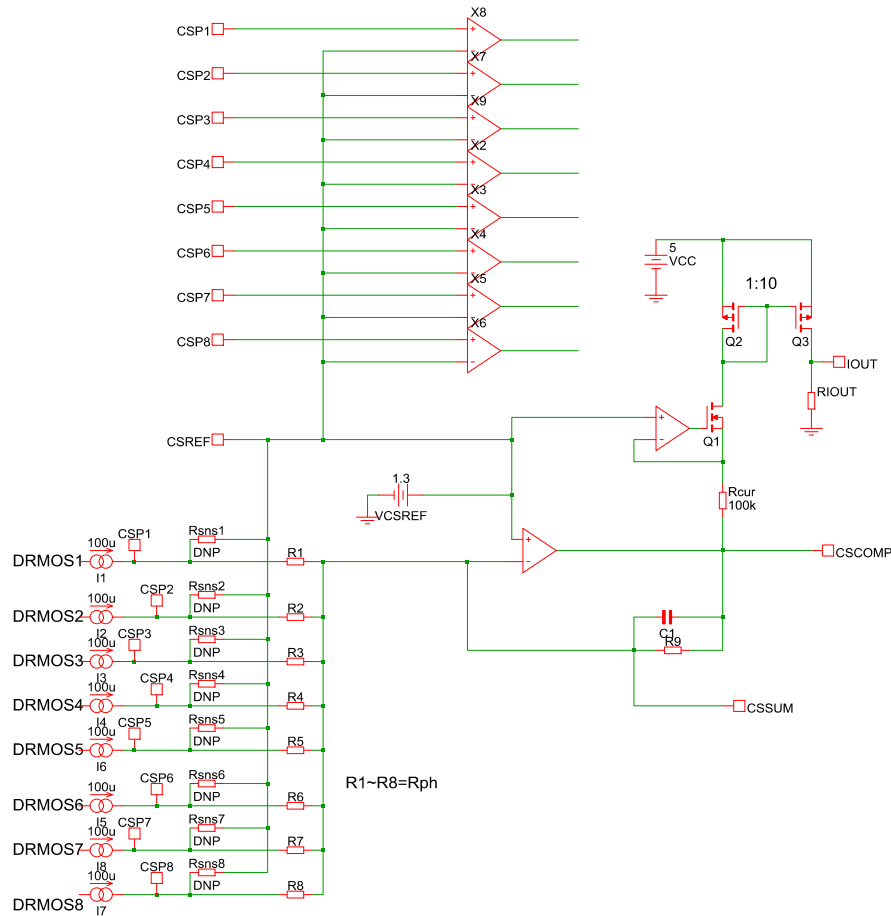 X8
CSP1
X7
CSP2
X9
CSP3
X2
CSP4
X3
CSP5
X4
CSP6
X5
CSP7
X6
CSP8
5
VCC
1:10
Q2
Q3
IOUT
RIOUT
CSREF
Q1
1.3
VCSREF
Rcur
100k
CSCOMP
C1
R9
CSSUM
R1~R8=Rph
DRMOS1
100u
I1
CSP1
Rsns1
DNP
R1
DRMOS2
100u
I2
CSP2
Rsns2
DNP
R2
DRMOS3
100u
I3
CSP3
Rsns3
DNP
R3
DRMOS4
100u
I4
CSP4
Rsns4
DNP
R4
DRMOS5
100u
I6
CSP5
Rsns5
DNP
R5
DRMOS6
100u
I5
CSP6
Rsns6
DNP
R6
DRMOS7
100u
I8
CSP7
Rsns7
DNP
R7
DRMOS8
100u
I7
CSP8
Rsns8
DNP
R8